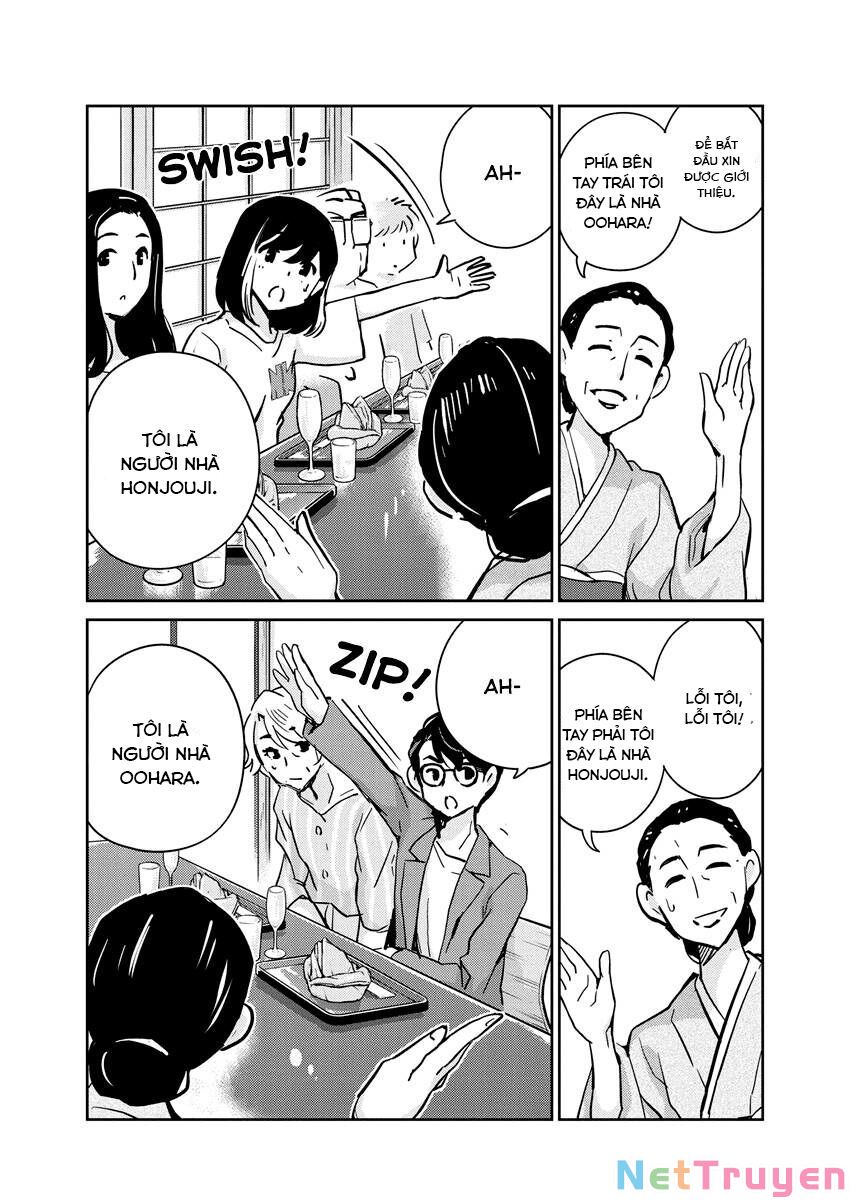 ĐỂ BẮT
ĐẦU XIN
ĐƯỢC GIỚI
THIỆU.
PHÍA BÊN
TAY TRÁI TÔI
ĐÂY LÀ NHÀ
OOHARA!
AH-
SWISH!
TÔI LÀ
NGƯỜI NHÀ
HONJOUJI.
LỖI TÔI,
LỖI TÔI!
PHÍA BÊN
TAY PHẢI TÔI
ĐÂY LÀ NHÀ
HONJOUJI.
AH-
ZIP!
TÔI LÀ
NGƯỜI NHÀ
OOHARA.
NetTruyen